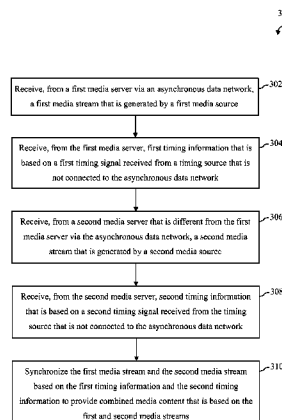 3
302
Receive, from a first media server via an asynchronous data network,
a first media stream that is generated by a first media source
304
Receive, from the first media server, first timing information that is
based on a first timing signal received from a timing source that is
not connected to the asynchronous data network
306
Receive, from a second media server that is different from the first
media server via the asynchronous data network, a second media
stream that is generated by a second media source
308
Receive, from the second media server, second timing information
that is based on a second timing signal received from the timing
source that is not connected to the asynchronous data network
310
Synchronize the first media stream and the second media stream
based on the first timing information and the second timing
information to provide combined media content that is based on the
first and second media streams